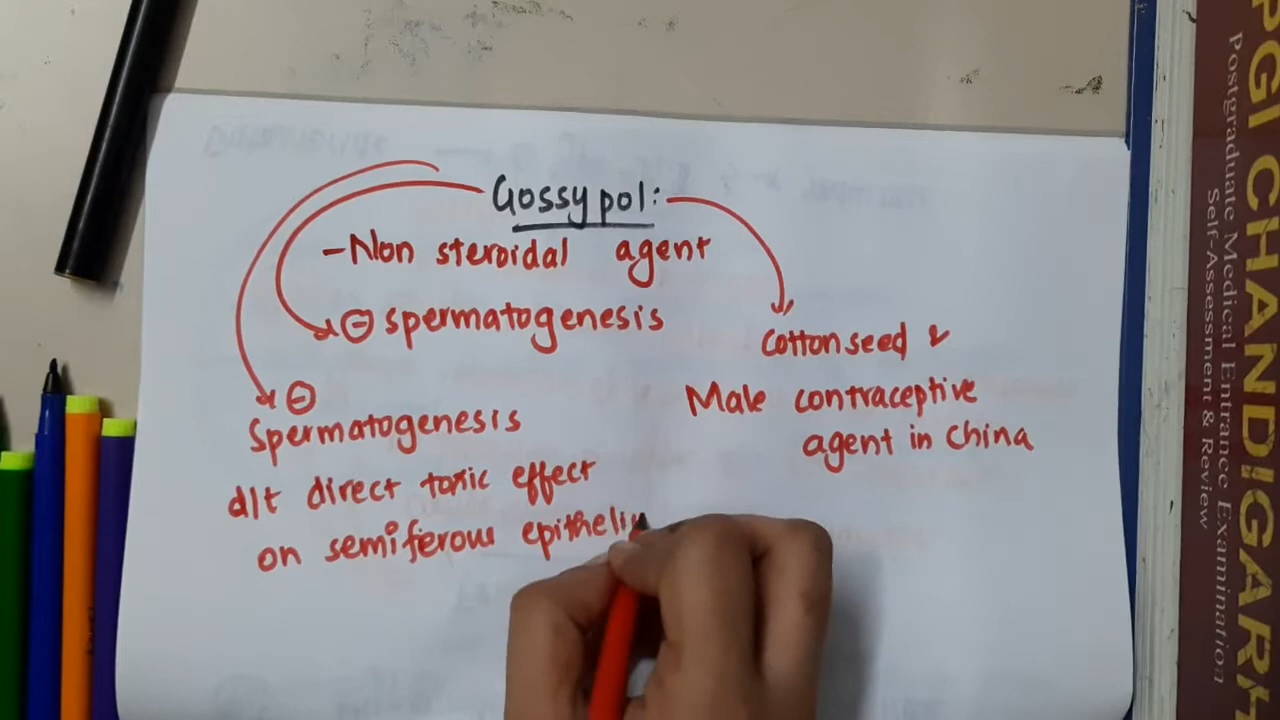 Gossypol:
-Non steroidal agent
⊖ spermatogenesis
cottonseed &
Male contraceptive
agent in China
⊖
Spermatogenesis
d/t direct toxic effect
on semiferous epitheliu
PGI CHANDIGARH
Postgraduate Medical Entrance Examination
Self-Assessment & Review